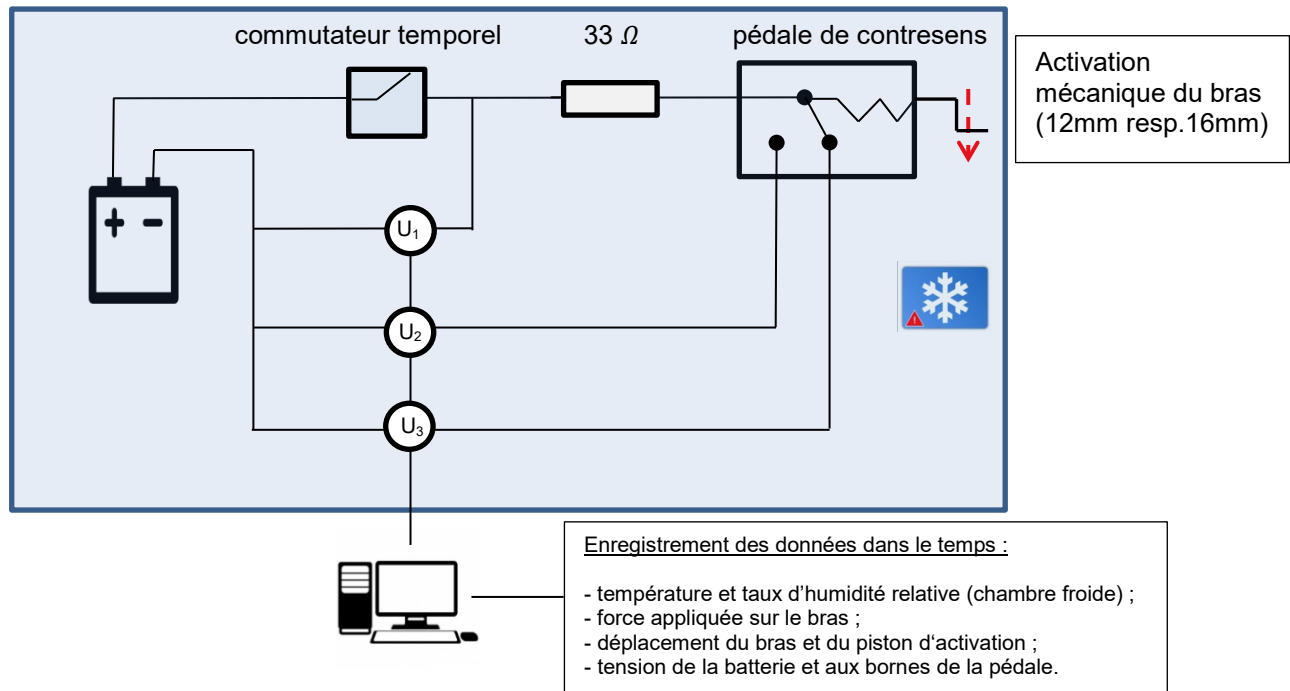 commutateur temporel
33 Ω
pédale de contresens
Activation
mécanique du bras
(12mm resp.16mm)
+ -
U₁
U₂
U₃
!
Enregistrement des données dans le temps :
- température et taux d’humidité relative (chambre froide) ;
- force appliquée sur le bras ;
- déplacement du bras et du piston d‘activation ;
- tension de la batterie et aux bornes de la pédale.